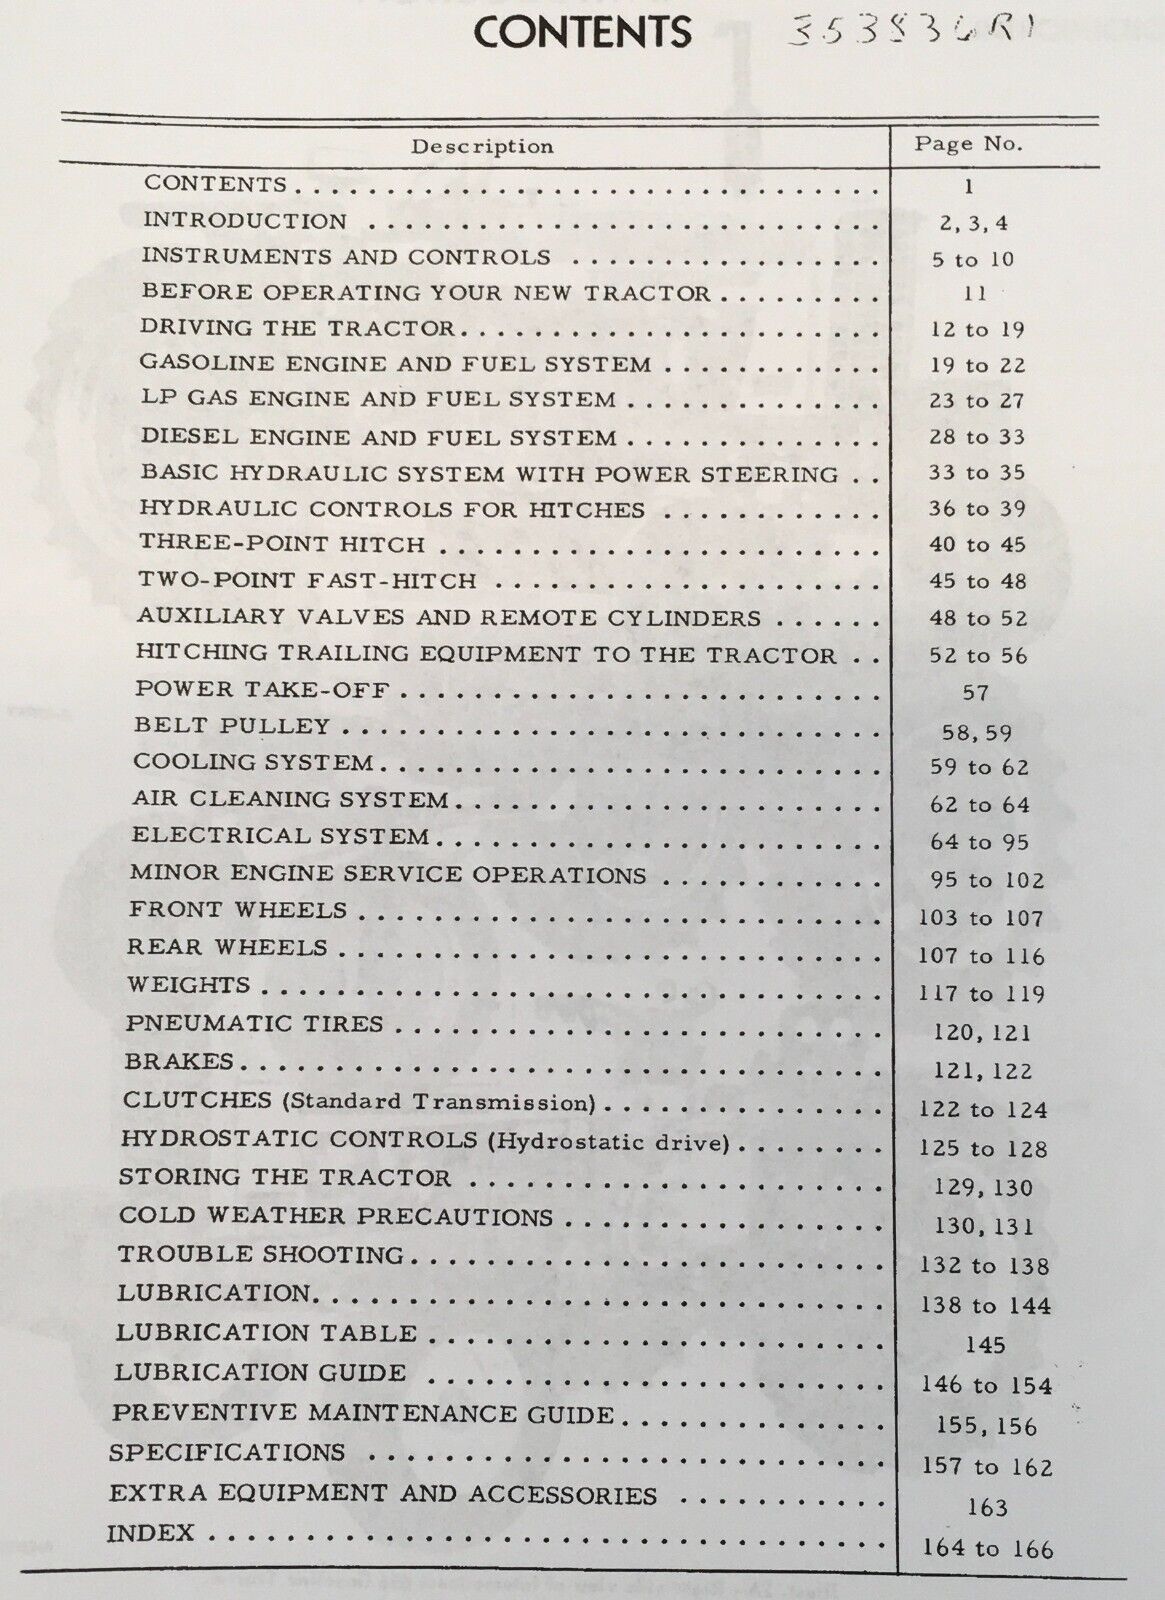 CONTENTS 353836R1
Description Page No.
CONTENTS................................ 1
INTRODUCTION ............................ 2, 3, 4
INSTRUMENTS AND CONTROLS ................. 5 to 10
BEFORE OPERATING YOUR NEW TRACTOR......... 11
DRIVING THE TRACTOR....................... 12 to 19
GASOLINE ENGINE AND FUEL SYSTEM ............ 19 to 22
LP GAS ENGINE AND FUEL SYSTEM .............. 23 to 27
DIESEL ENGINE AND FUEL SYSTEM .............. 28 to 33
BASIC HYDRAULIC SYSTEM WITH POWER STEERING .. 33 to 35
HYDRAULIC CONTROLS FOR HITCHES ............ 36 to 39
THREE-POINT HITCH ........................ 40 to 45
TWO-POINT FAST-HITCH ..................... 45 to 48
AUXILIARY VALVES AND REMOTE CYLINDERS ...... 48 to 52
HITCHING TRAILING EQUIPMENT TO THE TRACTOR .. 52 to 56
POWER TAKE-OFF .......................... 57
BELT PULLEY ............................. 58, 59
COOLING SYSTEM........................... 59 to 62
AIR CLEANING SYSTEM....................... 62 to 64
ELECTRICAL SYSTEM........................ 64 to 95
MINOR ENGINE SERVICE OPERATIONS ............ 95 to 102
FRONT WHEELS ............................ 103 to 107
REAR WHEELS ............................. 107 to 116
WEIGHTS ................................. 117 to 119
PNEUMATIC TIRES .......................... 120, 121
BRAKES................................... 121, 122
CLUTCHES (Standard Transmission)............... 122 to 124
HYDROSTATIC CONTROLS (Hydrostatic drive)........ 125 to 128
STORING THE TRACTOR ...................... 129, 130
COLD WEATHER PRECAUTIONS ................. 130, 131
TROUBLE SHOOTING......................... 132 to 138
LUBRICATION.............................. 138 to 144
LUBRICATION TABLE ........................ 145
LUBRICATION GUIDE ........................ 146 to 154
PREVENTIVE MAINTENANCE GUIDE.............. 155, 156
SPECIFICATIONS ........................... 157 to 162
EXTRA EQUIPMENT AND ACCESSORIES ........... 163
INDEX .................................... 164 to 166